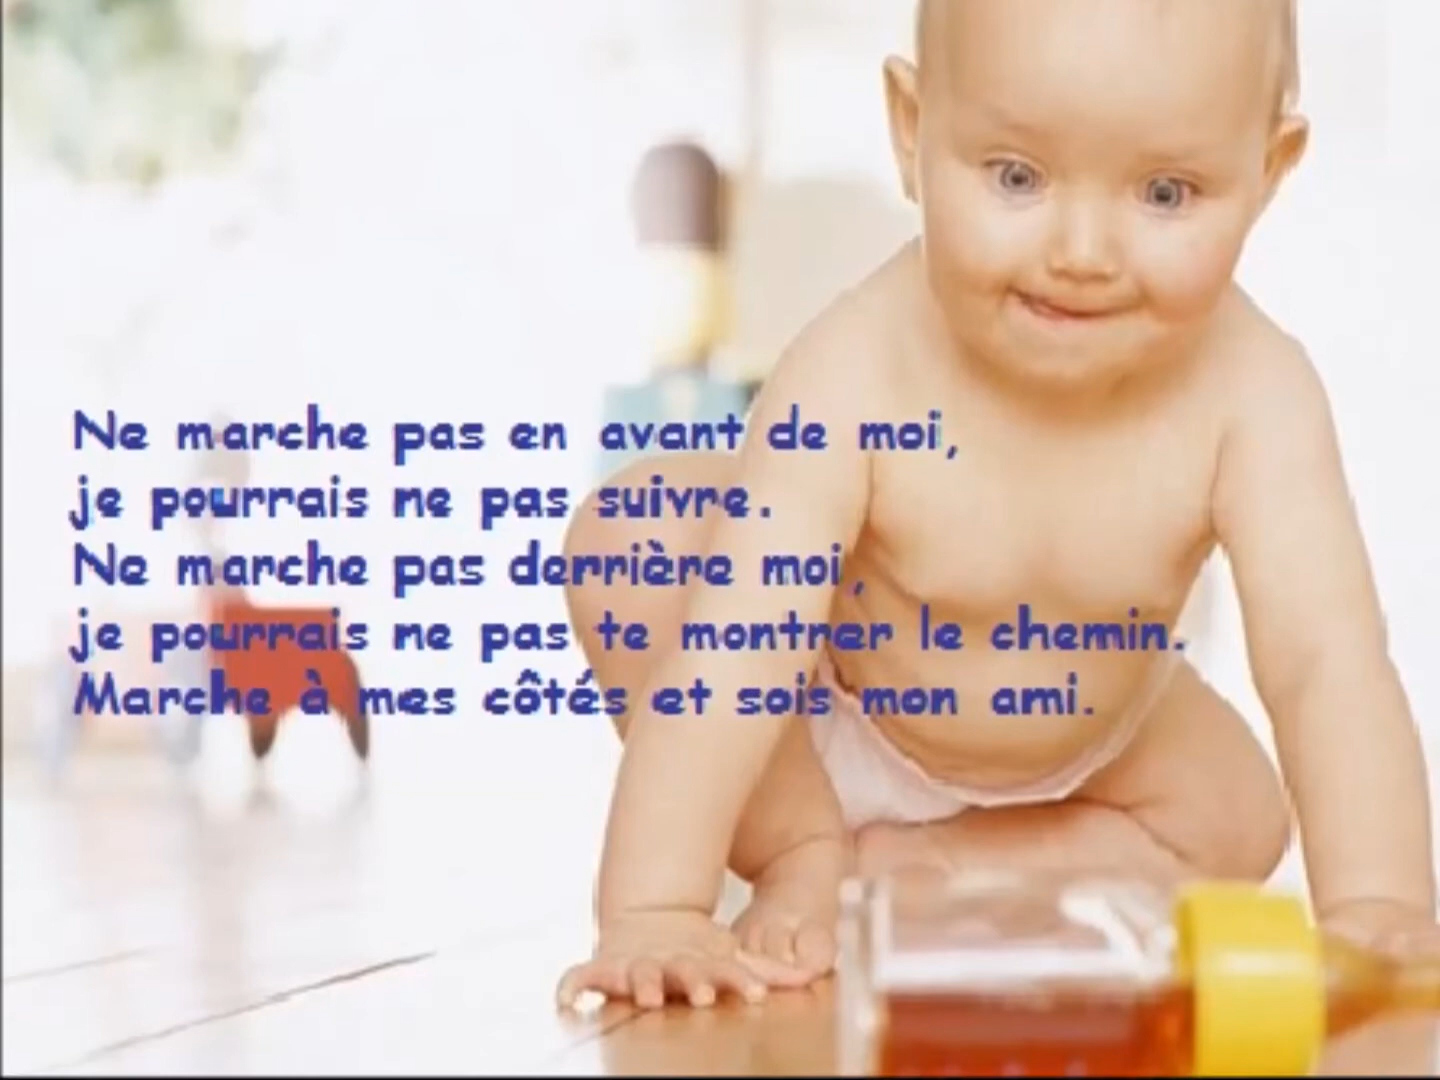 Ne marche pas en avant de moi,
je pourrais ne pas suivre.
Ne marche pas derrière moi,
je pourrais ne pas te montrer le chemin.
Marche à mes côtés et sois mon ami.